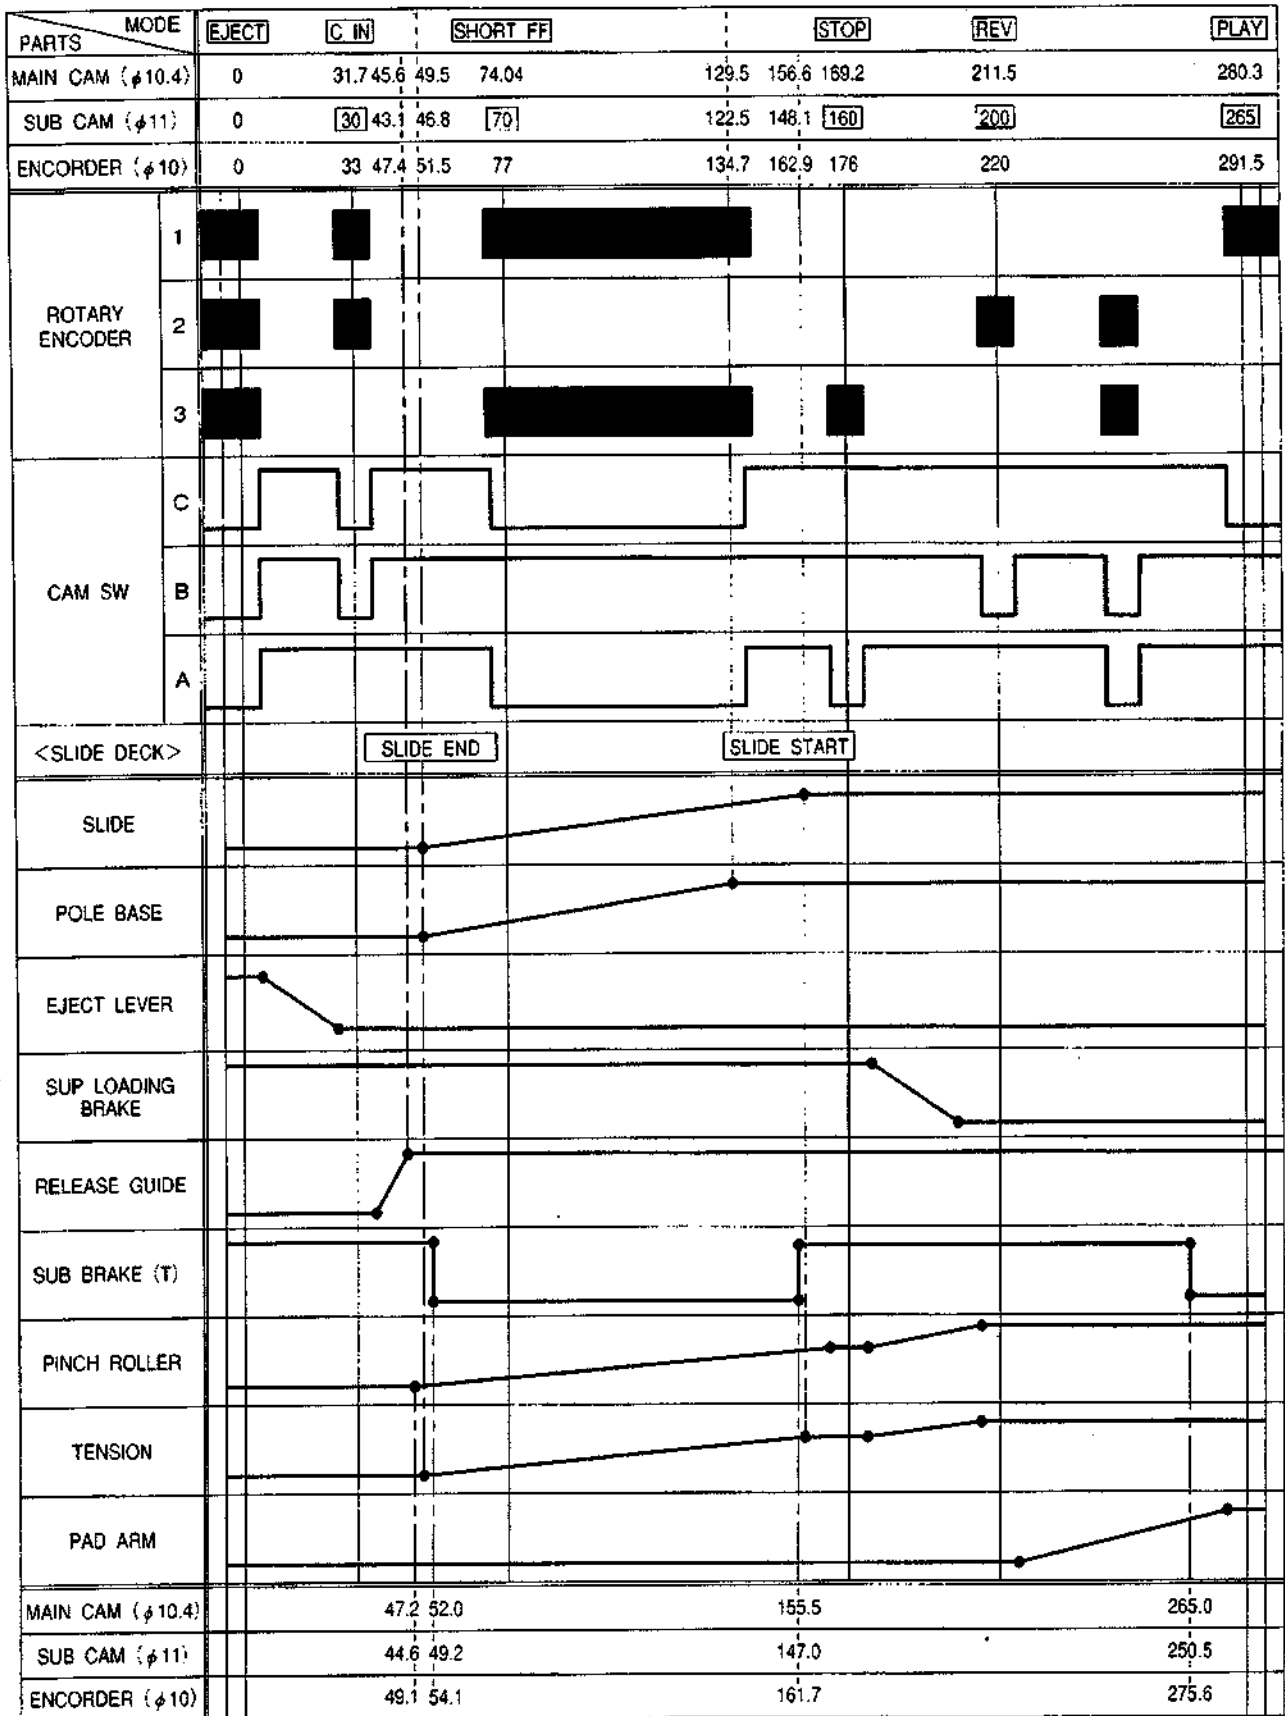 MODE
PARTS
EJECT C. IN SHORT FF STOP REV PLAY
MAIN CAM (φ10.4) 0 31.7 45.6 49.5 74.04 129.5 156.6 169.2 211.5 280.3
SUB CAM (φ11) 0 30 43.1 46.8 70 122.5 148.1 160 200 265
ENCORDER (φ10) 0 33 47.4 51.5 77 134.7 162.9 176 220 291.5
ROTARY
ENCODER
1
2
3
CAM SW
C
B
A
<SLIDE DECK> SLIDE END SLIDE START
SLIDE
POLE BASE
EJECT LEVER
SUP LOADING
BRAKE
RELEASE GUIDE
SUB BRAKE (T)
PINCH ROLLER
TENSION
PAD ARM
MAIN CAM (φ10.4) 47.2 52.0 155.5 265.0
SUB CAM (φ11) 44.6 49.2 147.0 250.5
ENCORDER (φ10) 49.1 54.1 161.7 275.6